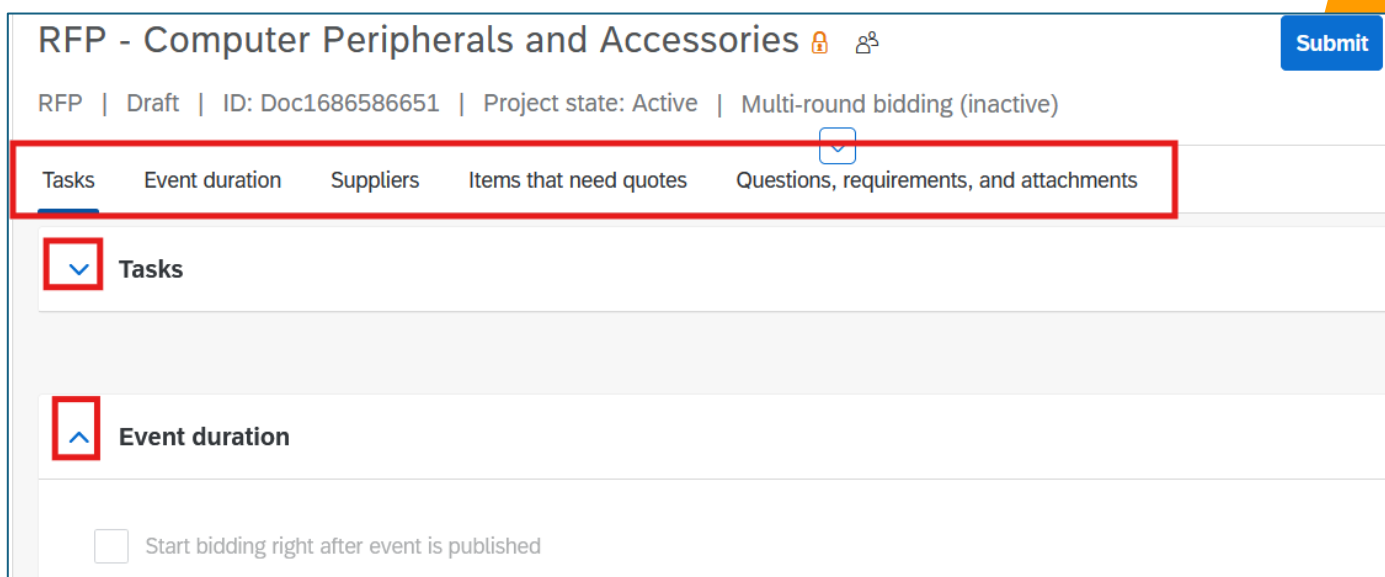 RFP - Computer Peripherals and Accessories
Submit
RFP | Draft | ID: Doc1686586651 | Project state: Active | Multi-round bidding (inactive)
Tasks Event duration Suppliers Items that need quotes Questions, requirements, and attachments
Tasks
Event duration
Start bidding right after event is published